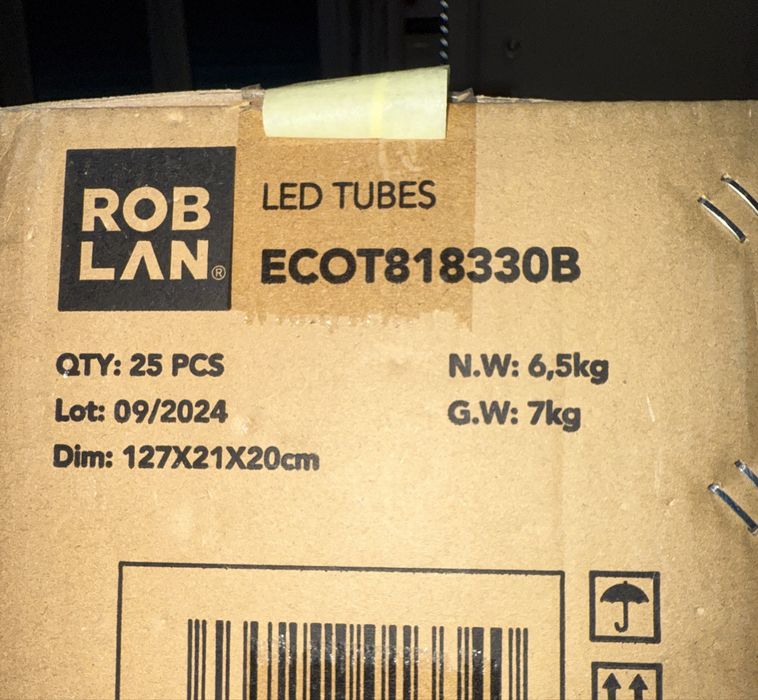 ROB
LAN®
LED TUBES
ECOT818330B
QTY: 25 PCS
N.W: 6,5kg
Lot: 09/2024
G.W: 7kg
Dim: 127X21X20cm